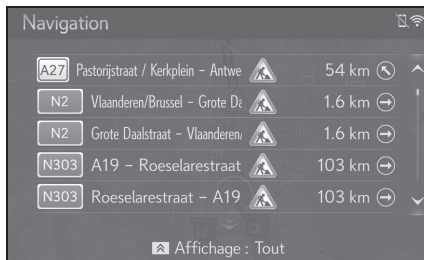 Navigation
A27 Pastorijstraat / Kerkplein – Antwe 54 km
N2 Vlaanderen/Brussel – Grote Da 1.6 km
N2 Grote Daalstraat – Vlaanderen/ 1.6 km
N303 A19 – Roeselarestraat 103 km
N303 Roeselarestraat – A19 103 km
Affichage : Tout